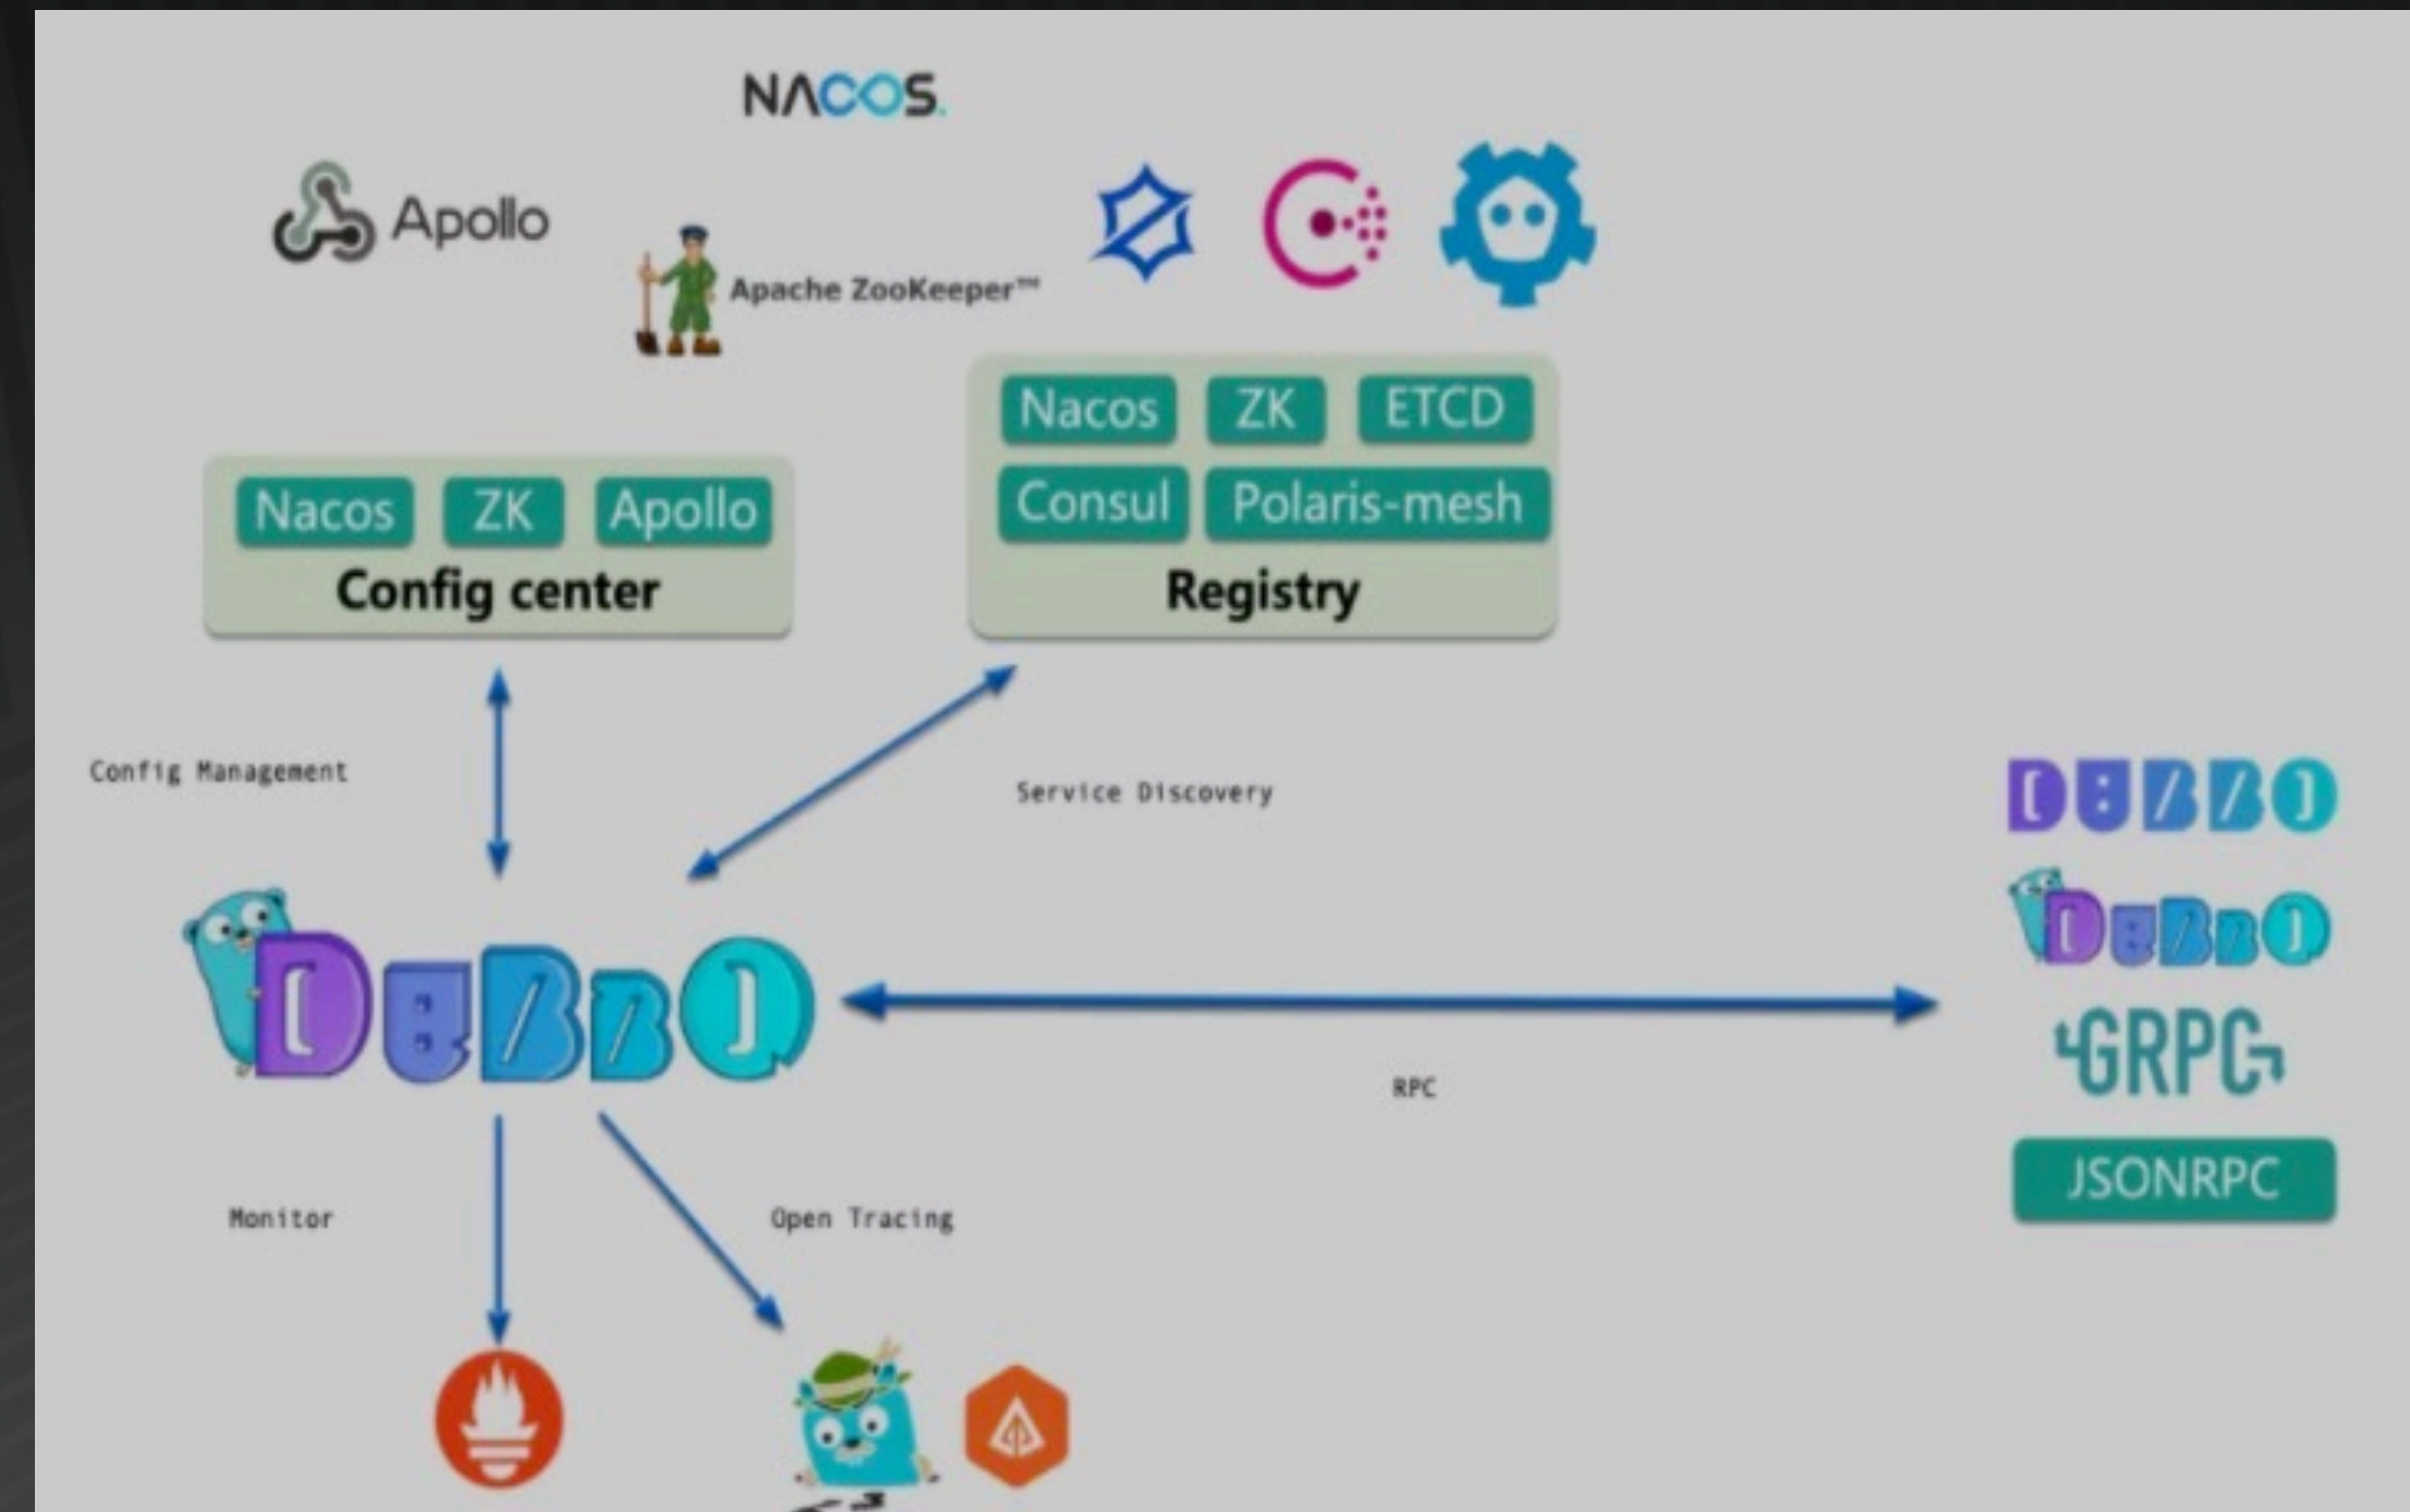 NACOS.
Apollo
Apache ZooKeeper™
Nacos ZK ETCD
Consul Polaris-mesh
Registry
Nacos ZK Apollo
Config center
Config Management
Service Discovery
DUBBO
DUBBO
DUBBO
GRPC
RPC
JSONRPC
Monitor
Open Tracing